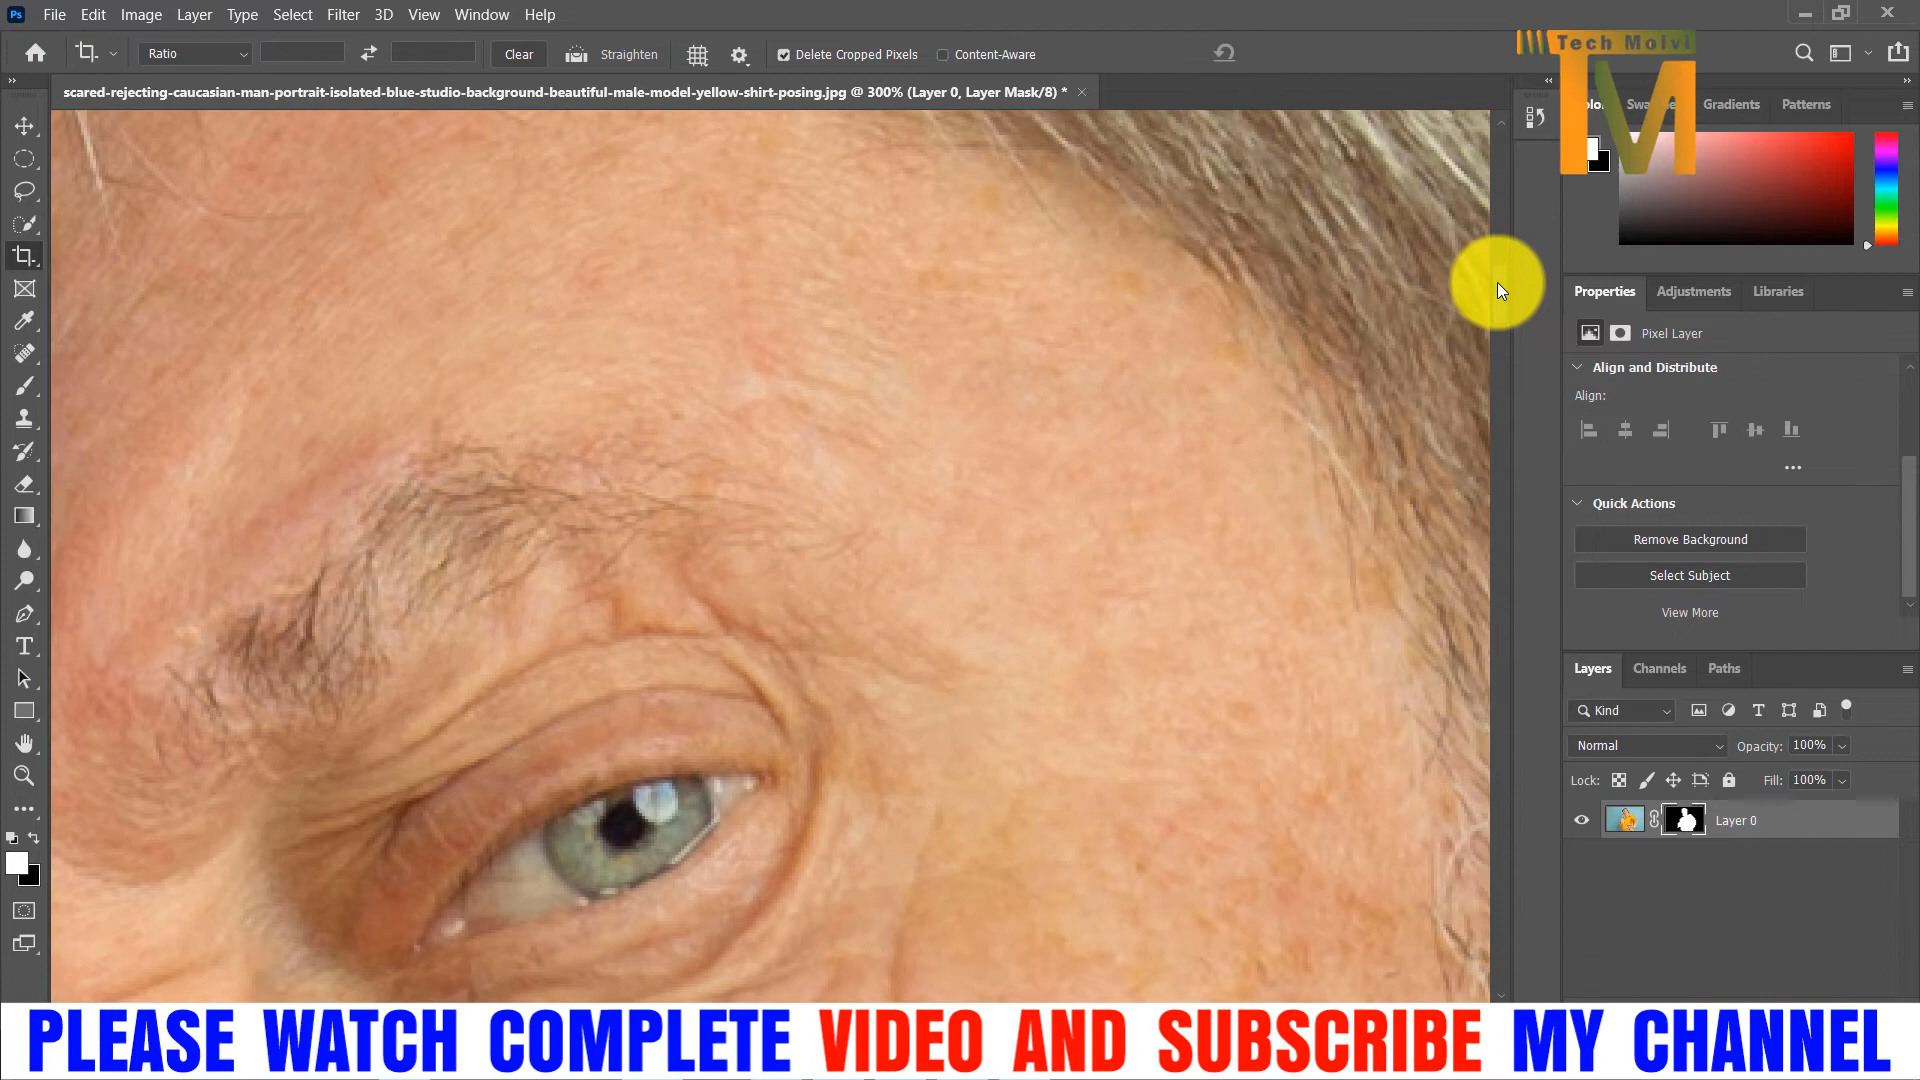 Ps File Edit Image Layer Type Select Filter 3D View Window Help
Ratio Clear Straighten Delete Cropped Pixels Content-Aware
Tech Molvi
TM
scared-rejecting-caucasian-man-portrait-isolated-blue-studio-background-beautiful-male-model-yellow-shirt-posing.jpg @ 300% (Layer 0, Layer Mask/8) *
Gradients Patterns
Properties Adjustments Libraries
Pixel Layer
Align and Distribute
Align:
Quick Actions
Remove Background
Select Subject
View More
Layers Channels Paths
Kind
Normal Opacity: 100%
Lock: Fill: 100%
Layer 0
PLEASE WATCH COMPLETE VIDEO AND SUBSCRIBE MY CHANNEL